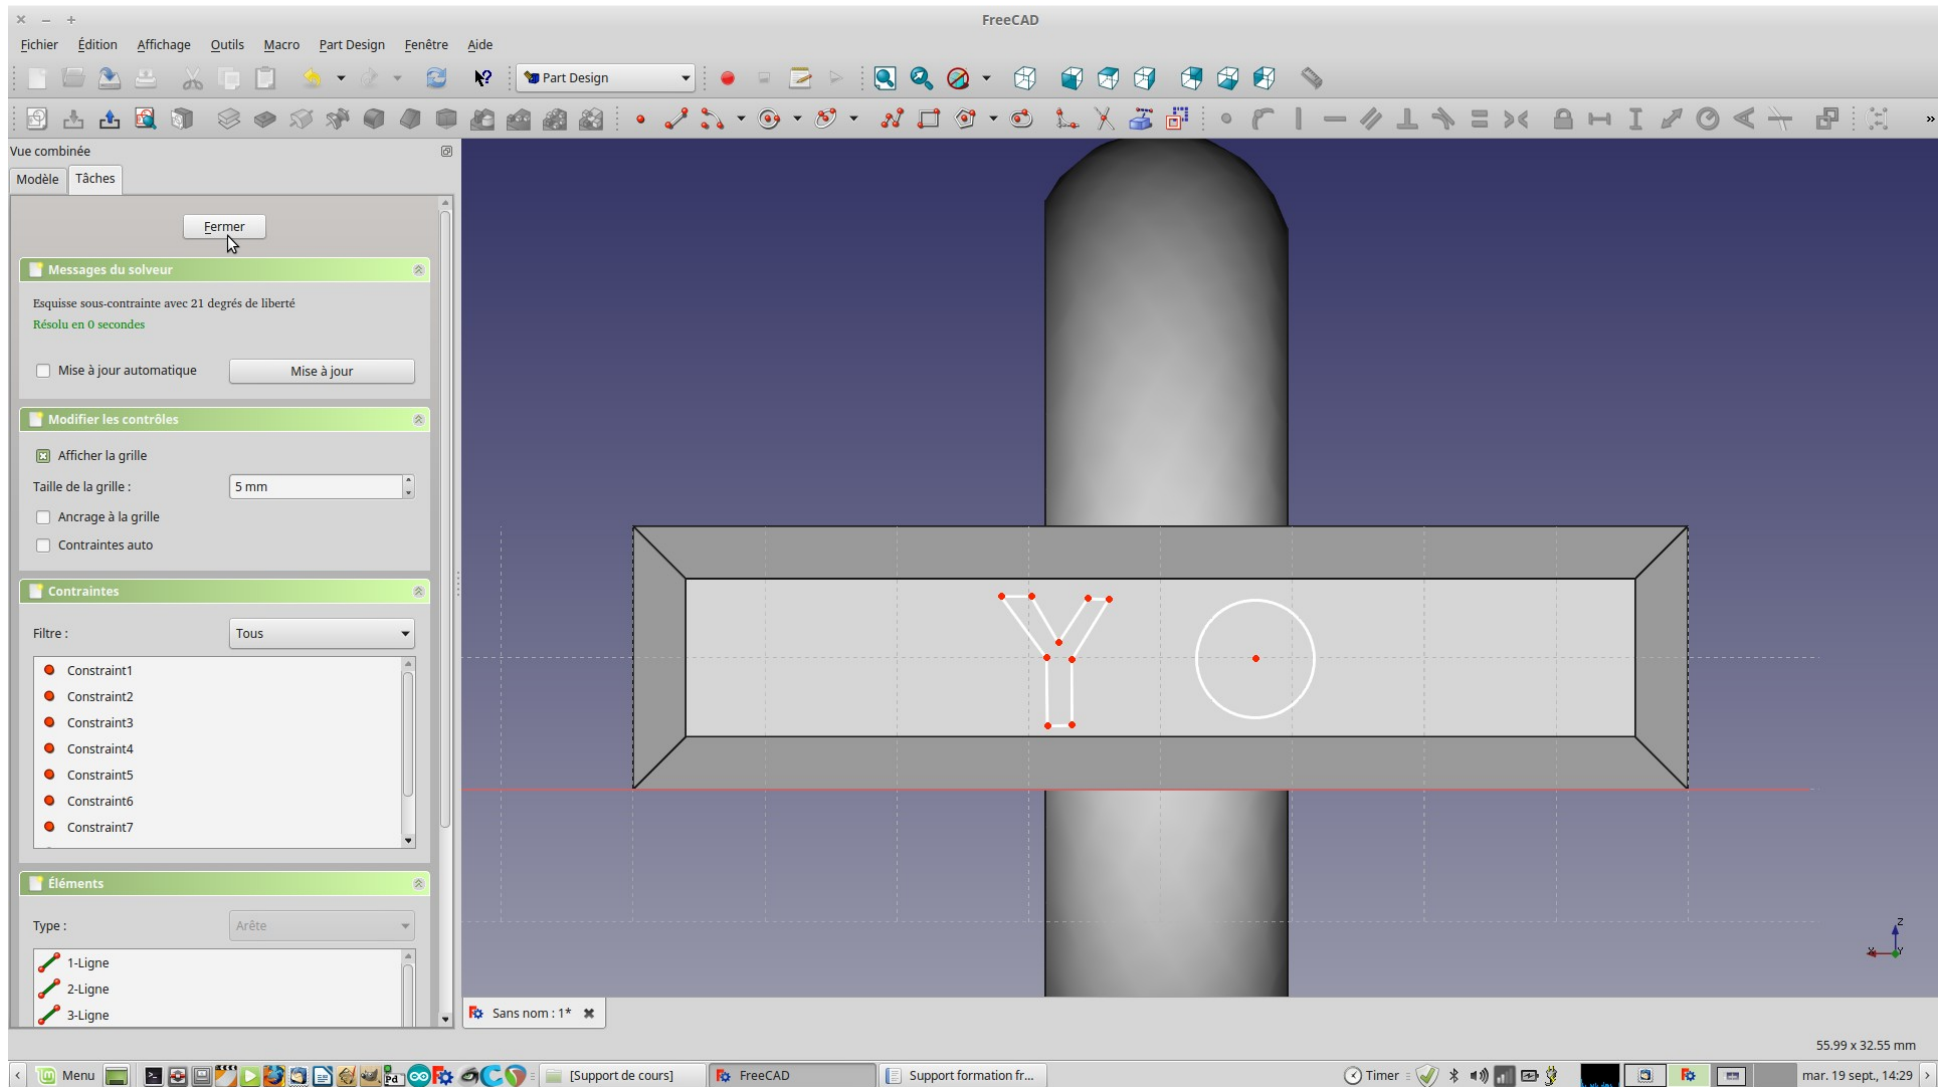 FreeCAD
Fichier Édition Affichage Outils Macro Part Design Fenêtre Aide
Part Design
Vue combinée
Modèle Tâches
Fermer
Messages du solveur
Esquisse sous-contrainte avec 21 degrés de liberté
Résolu en 0 secondes
Mise à jour automatique Mise à jour
Modifier les contrôles
Afficher la grille
Taille de la grille : 5 mm
Ancrage à la grille
Contraintes auto
Contraintes
Filtre : Tous
Constraint1
Constraint2
Constraint3
Constraint4
Constraint5
Constraint6
Constraint7
Éléments
Type : Arête
1-Ligne
2-Ligne
3-Ligne
Z
X Y
Sans nom : 1*
55.99 x 32.55 mm
Menu [Support de cours] FreeCAD Support formation fr... Timer mar. 19 sept., 14:29